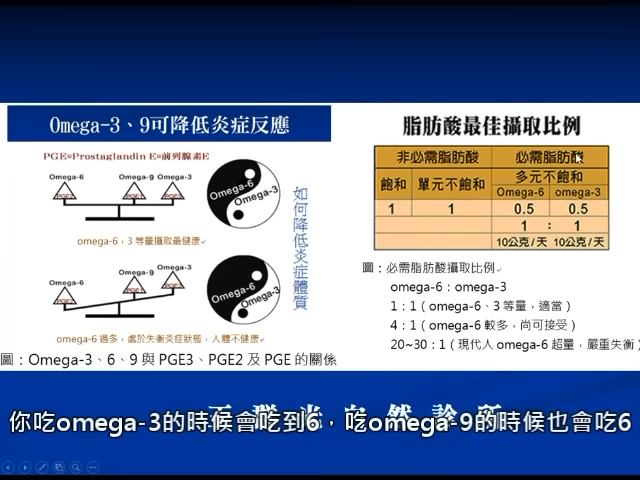 Omega-3、9可降低炎症反應
PGE=Prostaglandin E=前列腺素E
Omega-6
Omega-9 Omega-3
PGE2
PGE1
PGE3
Omega-6
Omega-3
omega-6，3 等量攝取最健康
如何降低炎症體質
Omega-6
Omega-9
Omega-3
Omega-6
Omega-3
omega-6 過多，處於失衡炎症狀態，人體不健康
圖：Omega-3、6、9 與 PGE3、PGE2 及 PGE 的關係
脂肪酸最佳攝取比例
非必需脂肪酸 必需脂肪酸
飽和 單元不飽和 多元不飽和
Omega-6 omega-3
1 1 0.5 0.5
1 : 1
10公克/天 10公克/天
圖：必需脂肪酸攝取比例
omega-6：omega-3
1：1（omega-6、3 等量，適當）
4：1（omega-6 較多，尚可接受）
20~30：1（現代人 omega-6 超量，嚴重失衡）
你吃omega-3的時候會吃到6，吃omega-9的時候也會吃6